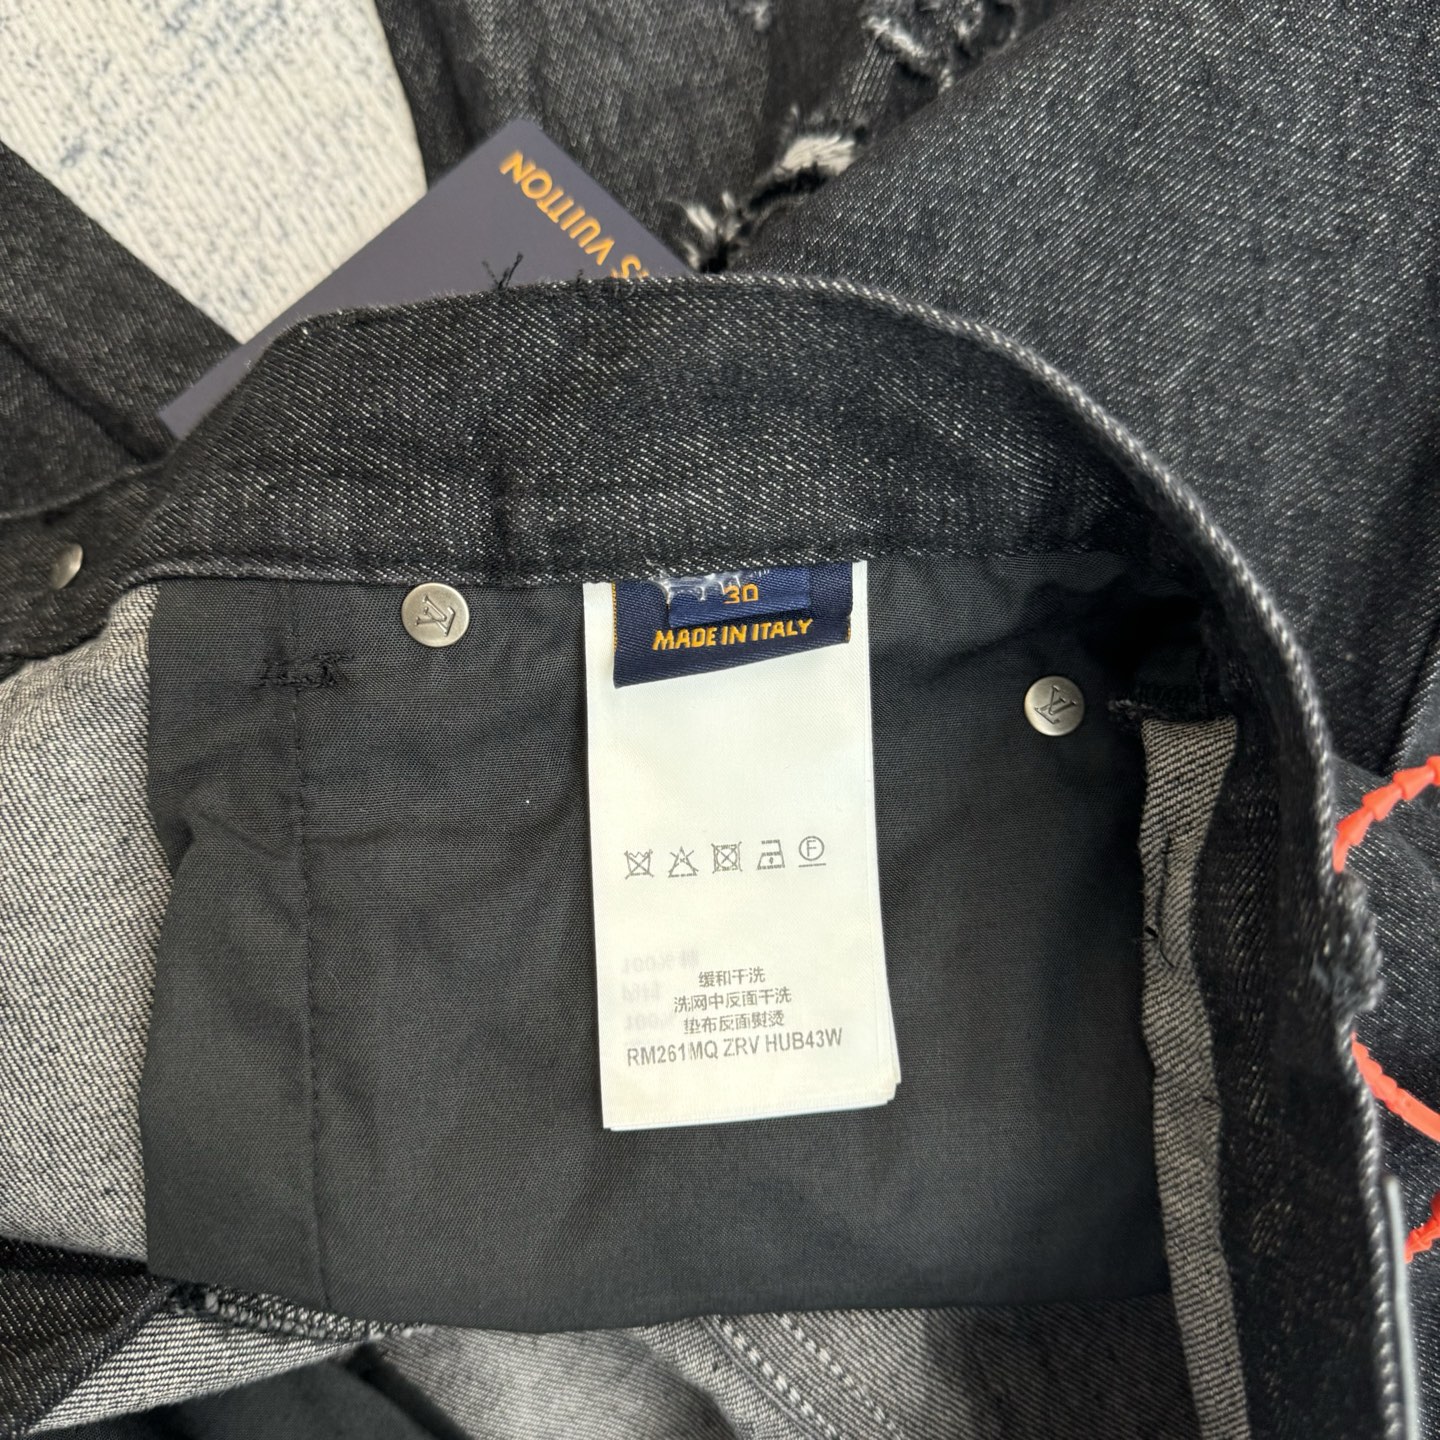 IS VUITTON
30
MADE IN ITALY
缓和干洗
洗网中反面干洗
垫布反面熨烫
RM261MQ ZRV HUB43W